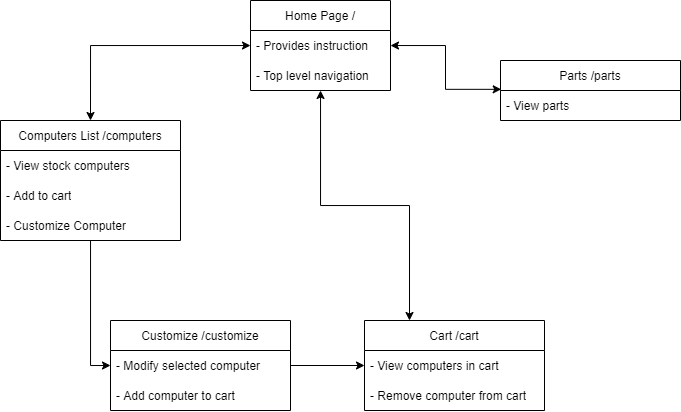 Home Page /
- Provides instruction
- Top level navigation
Parts /parts
- View parts
Computers List /computers
- View stock computers
- Add to cart
- Customize Computer
Customize /customize
- Modify selected computer
- Add computer to cart
Cart /cart
- View computers in cart
- Remove computer from cart